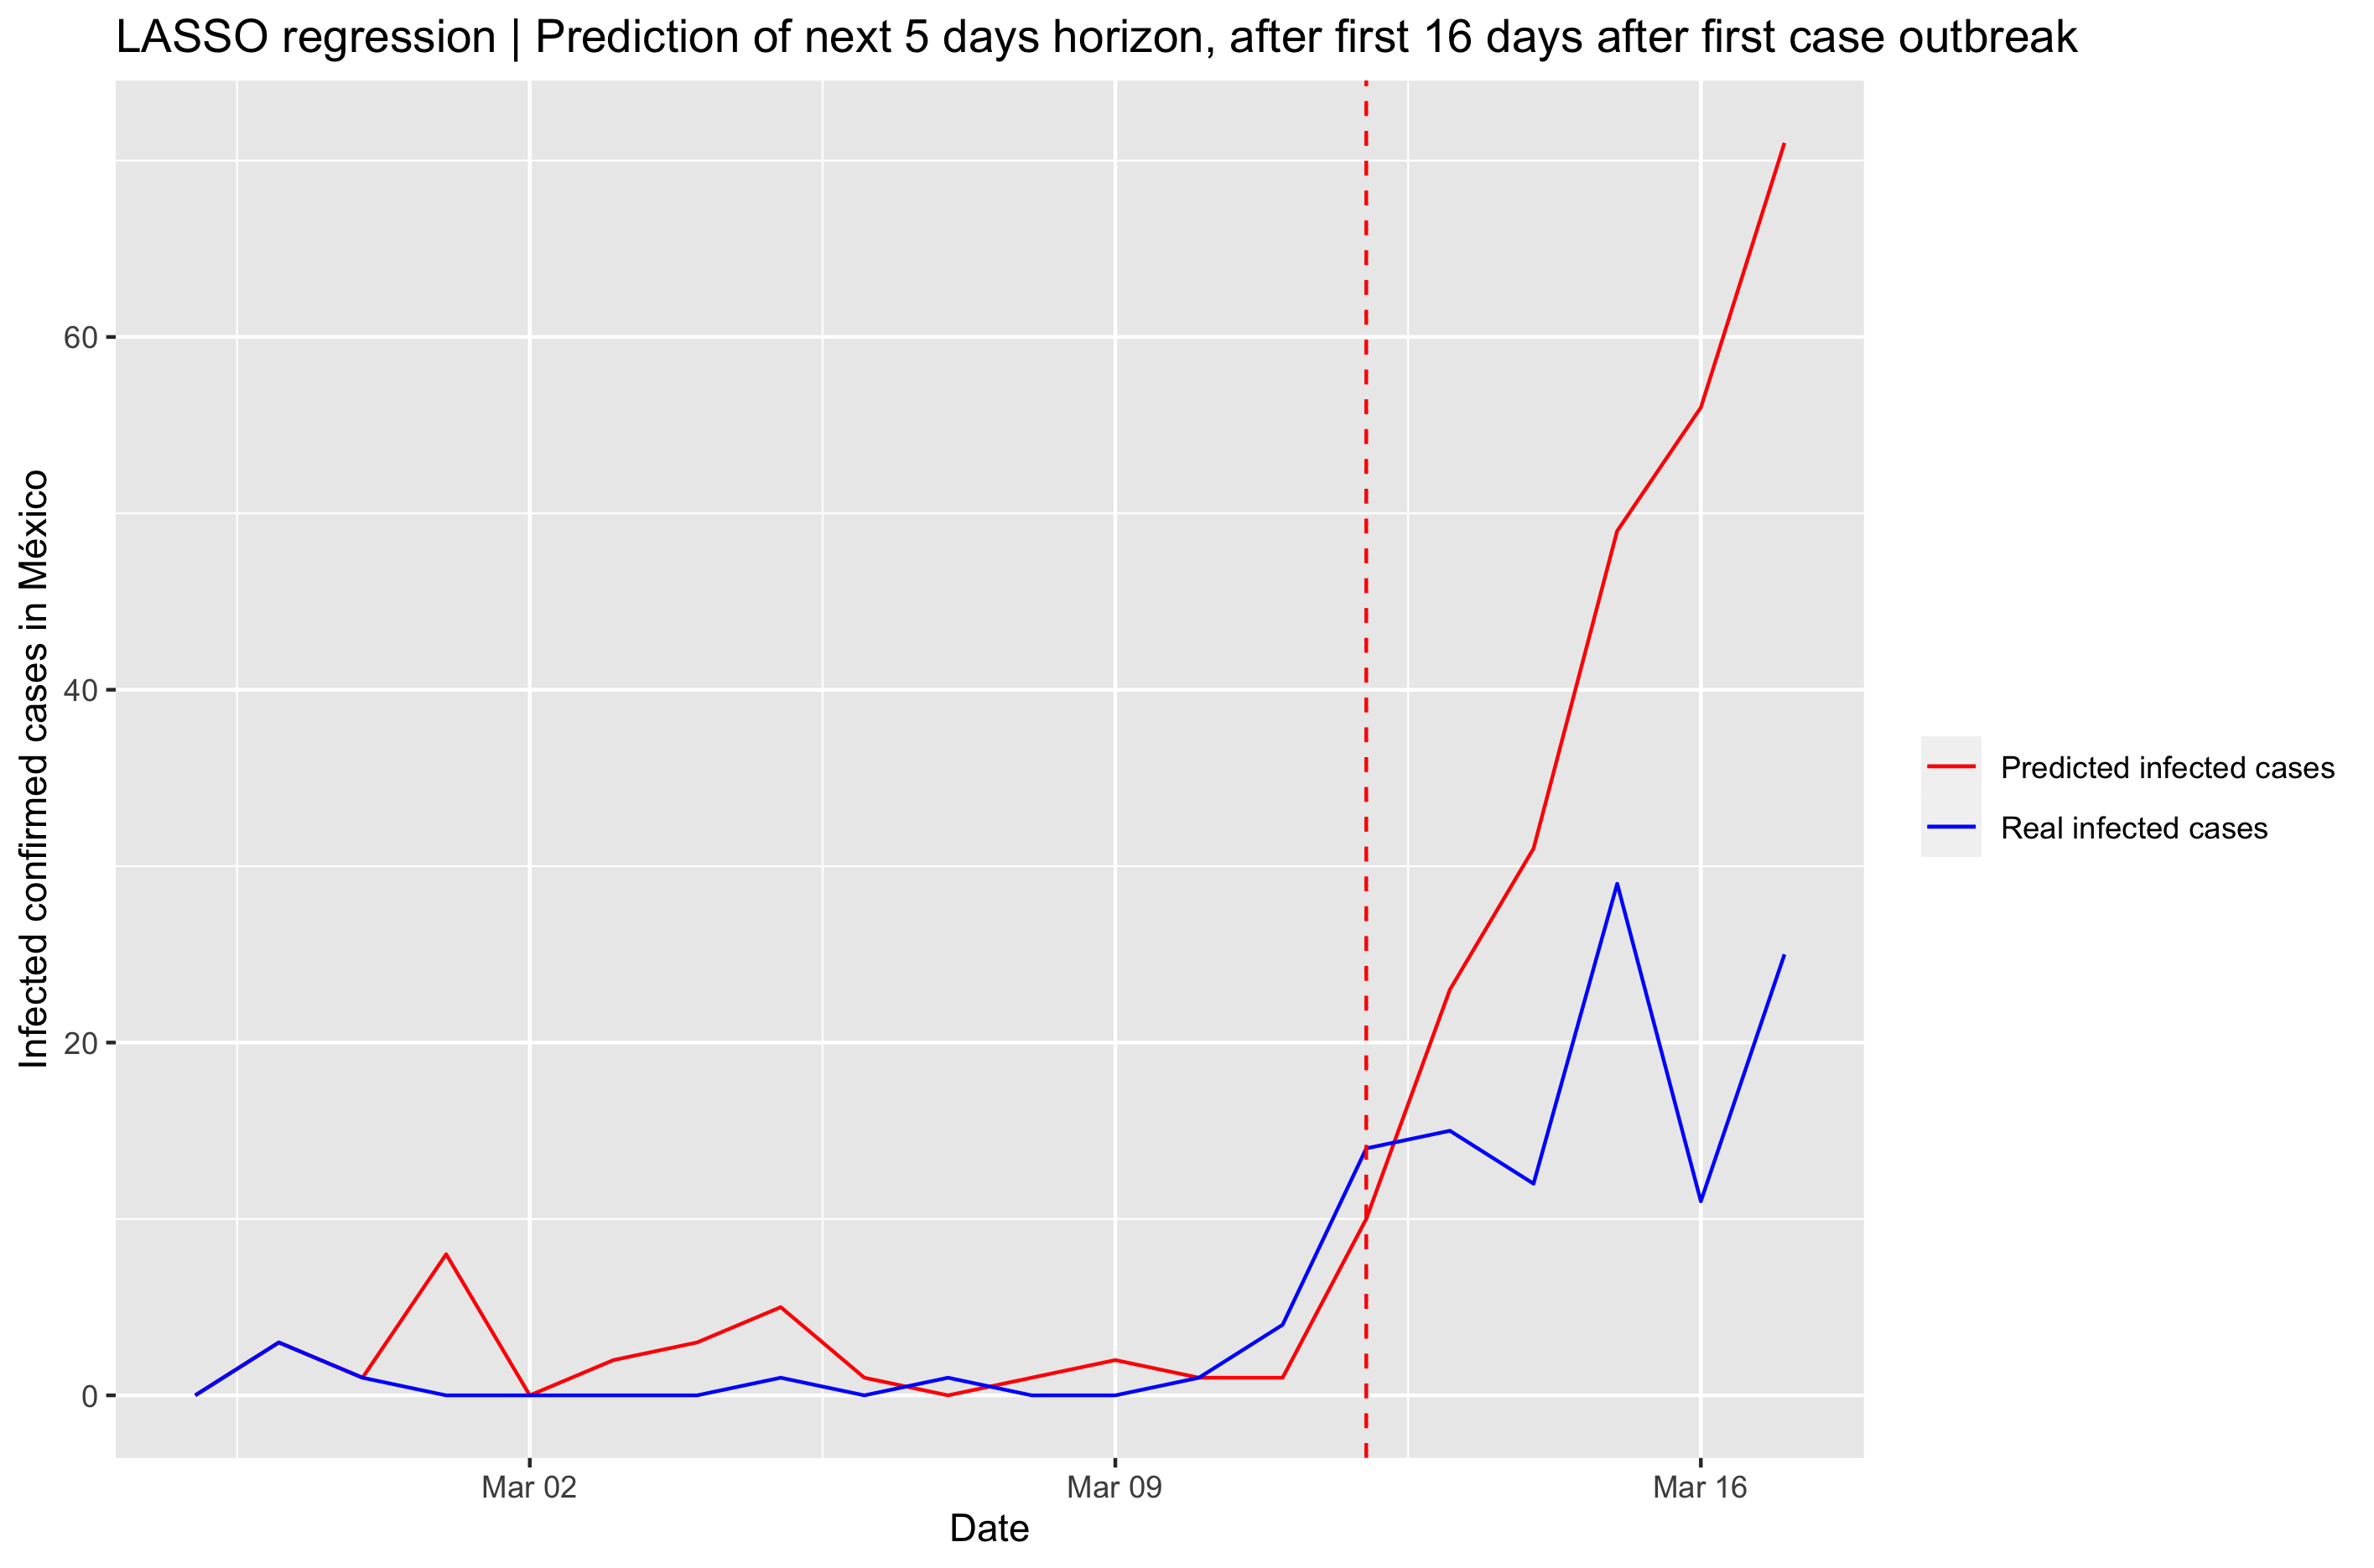 LASSO regression | Prediction of next 5 days horizon, after first 16 days after first case outbreak
Infected confirmed cases in México
60
40
20
0
Mar 02
Mar 09
Mar 16
Date
Predicted infected cases
Real infected cases